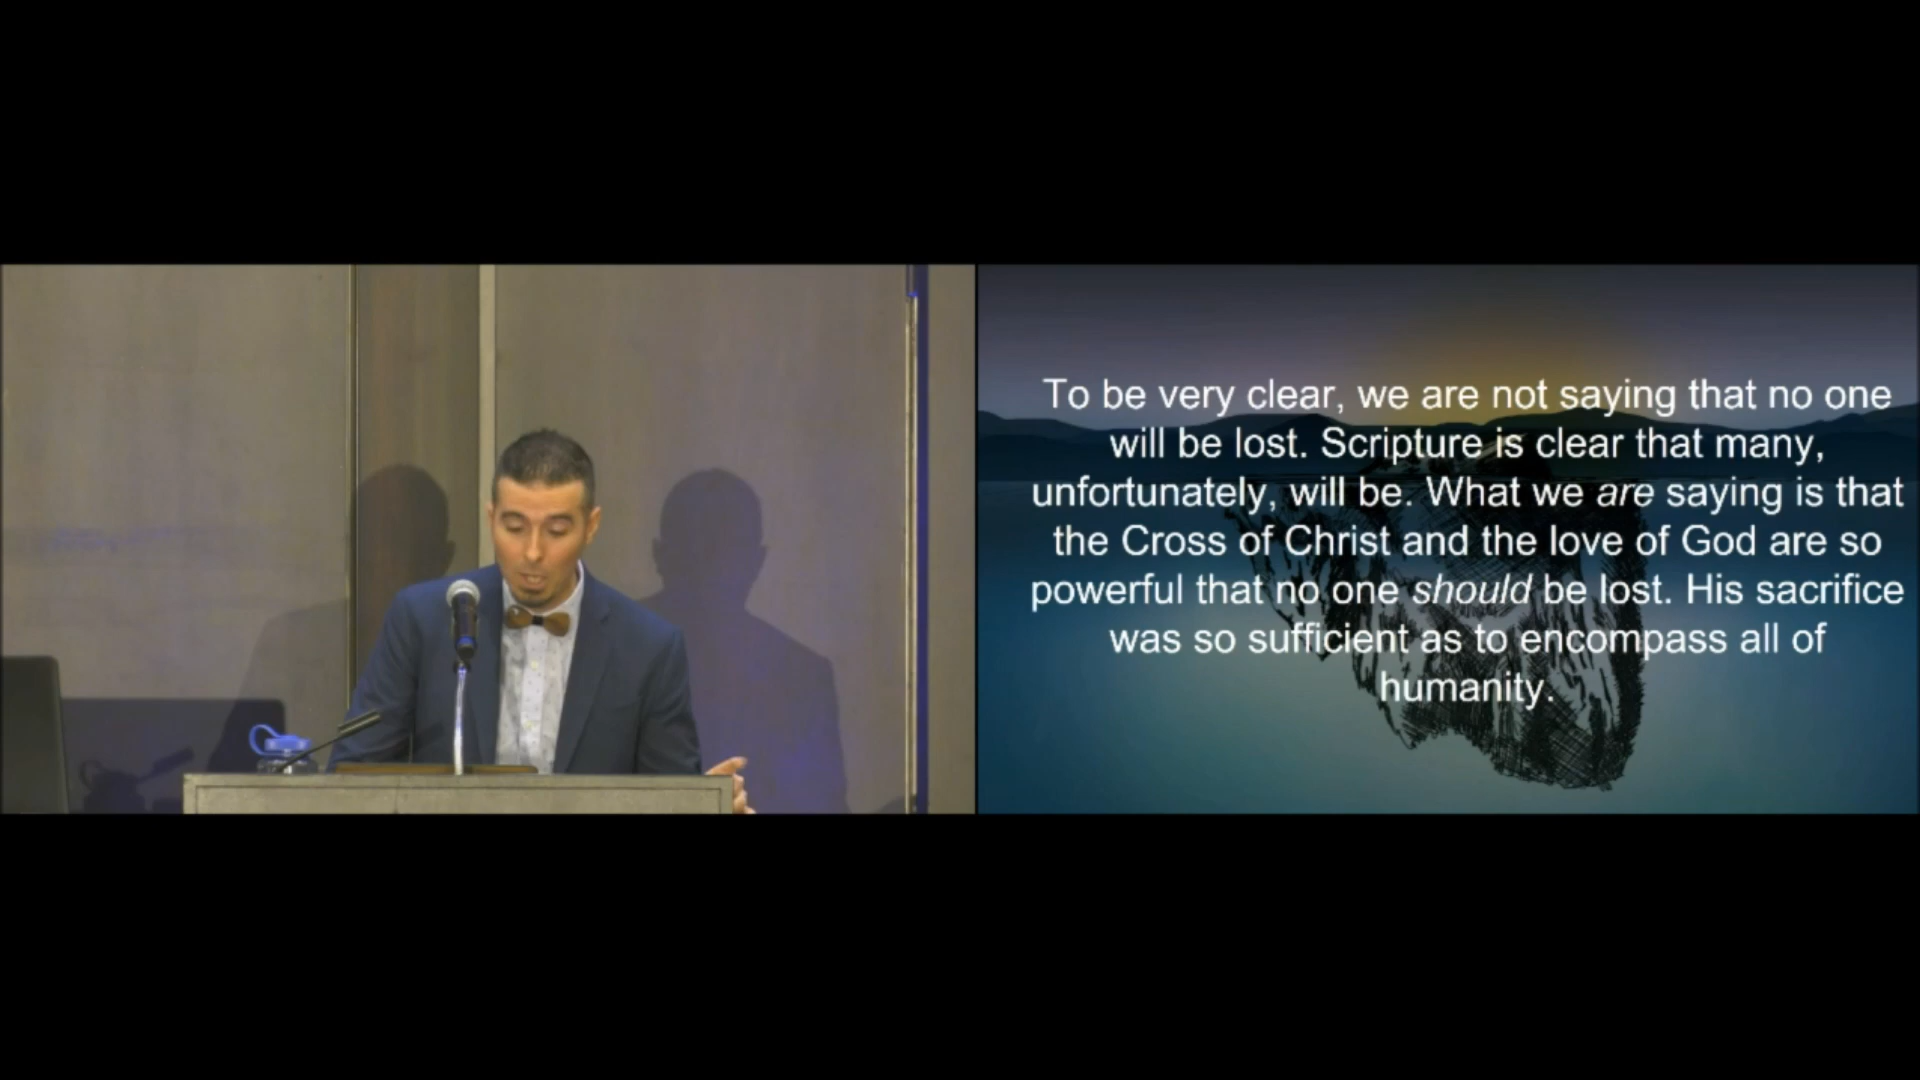 To be very clear, we are not saying that no one
will be lost. Scripture is clear that many,
unfortunately, will be. What we are saying is that
the Cross of Christ and the love of God are so
powerful that no one should be lost. His sacrifice
was so sufficient as to encompass all of
humanity.